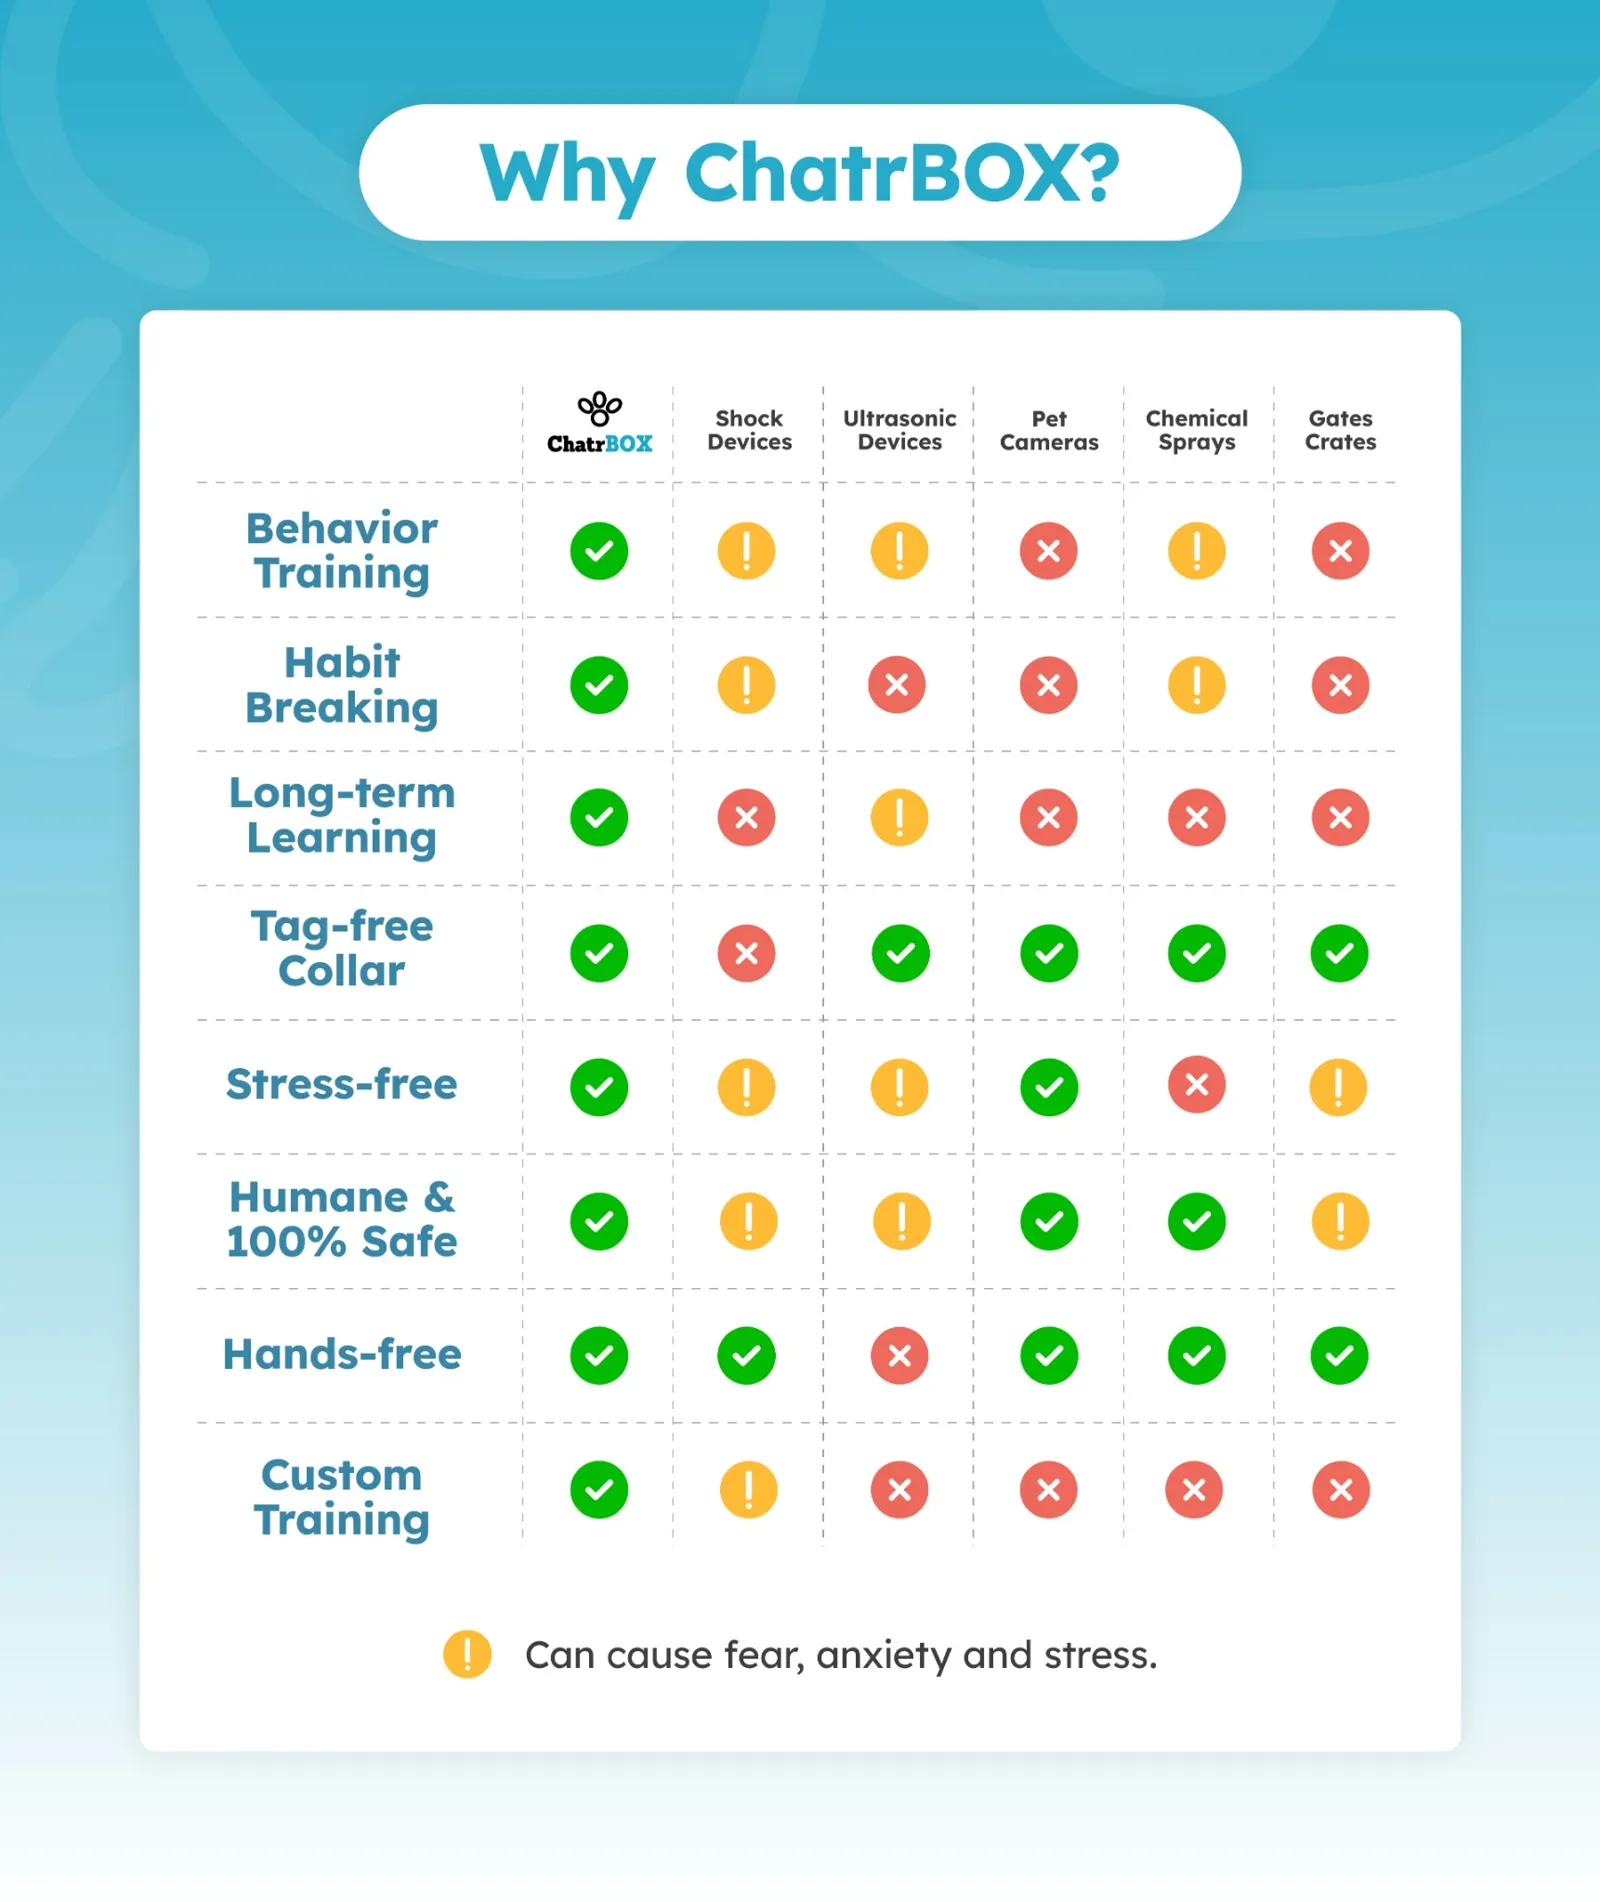 Why ChatrBOX?
ChatrBOX
Shock
Devices
Ultrasonic
Devices
Pet
Cameras
Chemical
Sprays
Gates
Crates
Behavior
Training
Habit
Breaking
Long-term
Learning
Tag-free
Collar
Stress-free
Humane &
100% Safe
Hands-free
Custom
Training
Can cause fear, anxiety and stress.